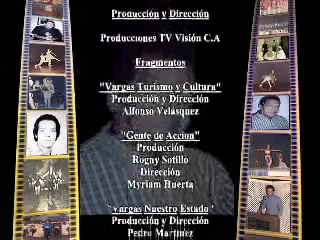 Producción y Dirección
Producciones TV Visión C.A
Fragmentos
"Vargas Turismo y Cultura"
Producción y Dirección
Alfonso Velásquez
"Gente de Accion"
Producción
Rogny Sotillo
Dirección
Myriam Huerta
"Vargas Nuestro Estado"
Producción y Dirección
Pedro Martínez